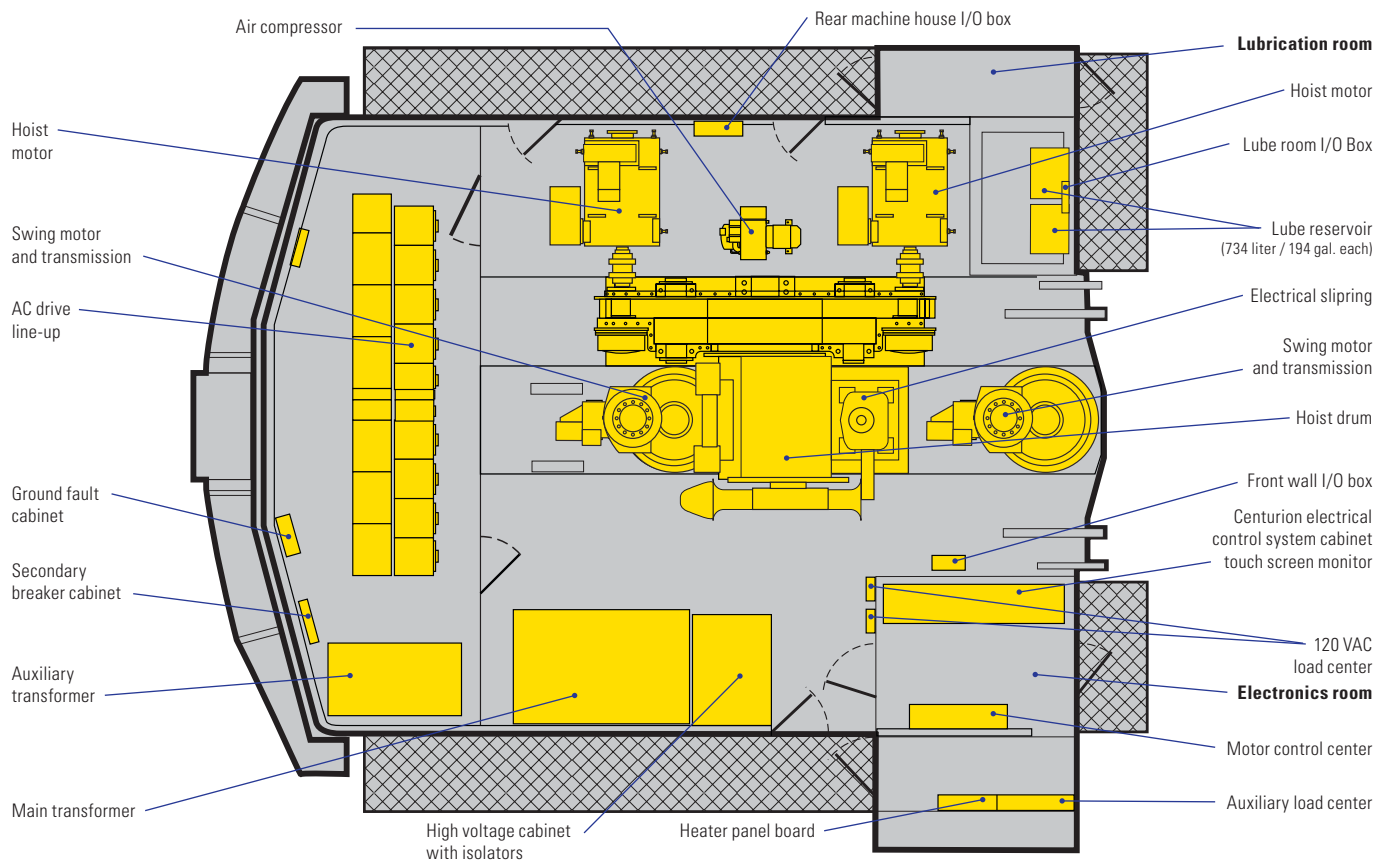 Air compressor
Rear machine house I/O box
Lubrication room
Hoist motor
Lube room I/O Box
Lube reservoir
(734 liter / 194 gal. each)
Electrical slipring
Swing motor
and transmission
Hoist drum
Front wall I/O box
Centurion electrical
control system cabinet
touch screen monitor
120 VAC
load center
Electronics room
Motor control center
Auxiliary load center
Hoist
motor
Swing motor
and transmission
AC drive
line-up
Ground fault
cabinet
Secondary
breaker cabinet
Auxiliary
transformer
Main transformer
High voltage cabinet
with isolators
Heater panel board